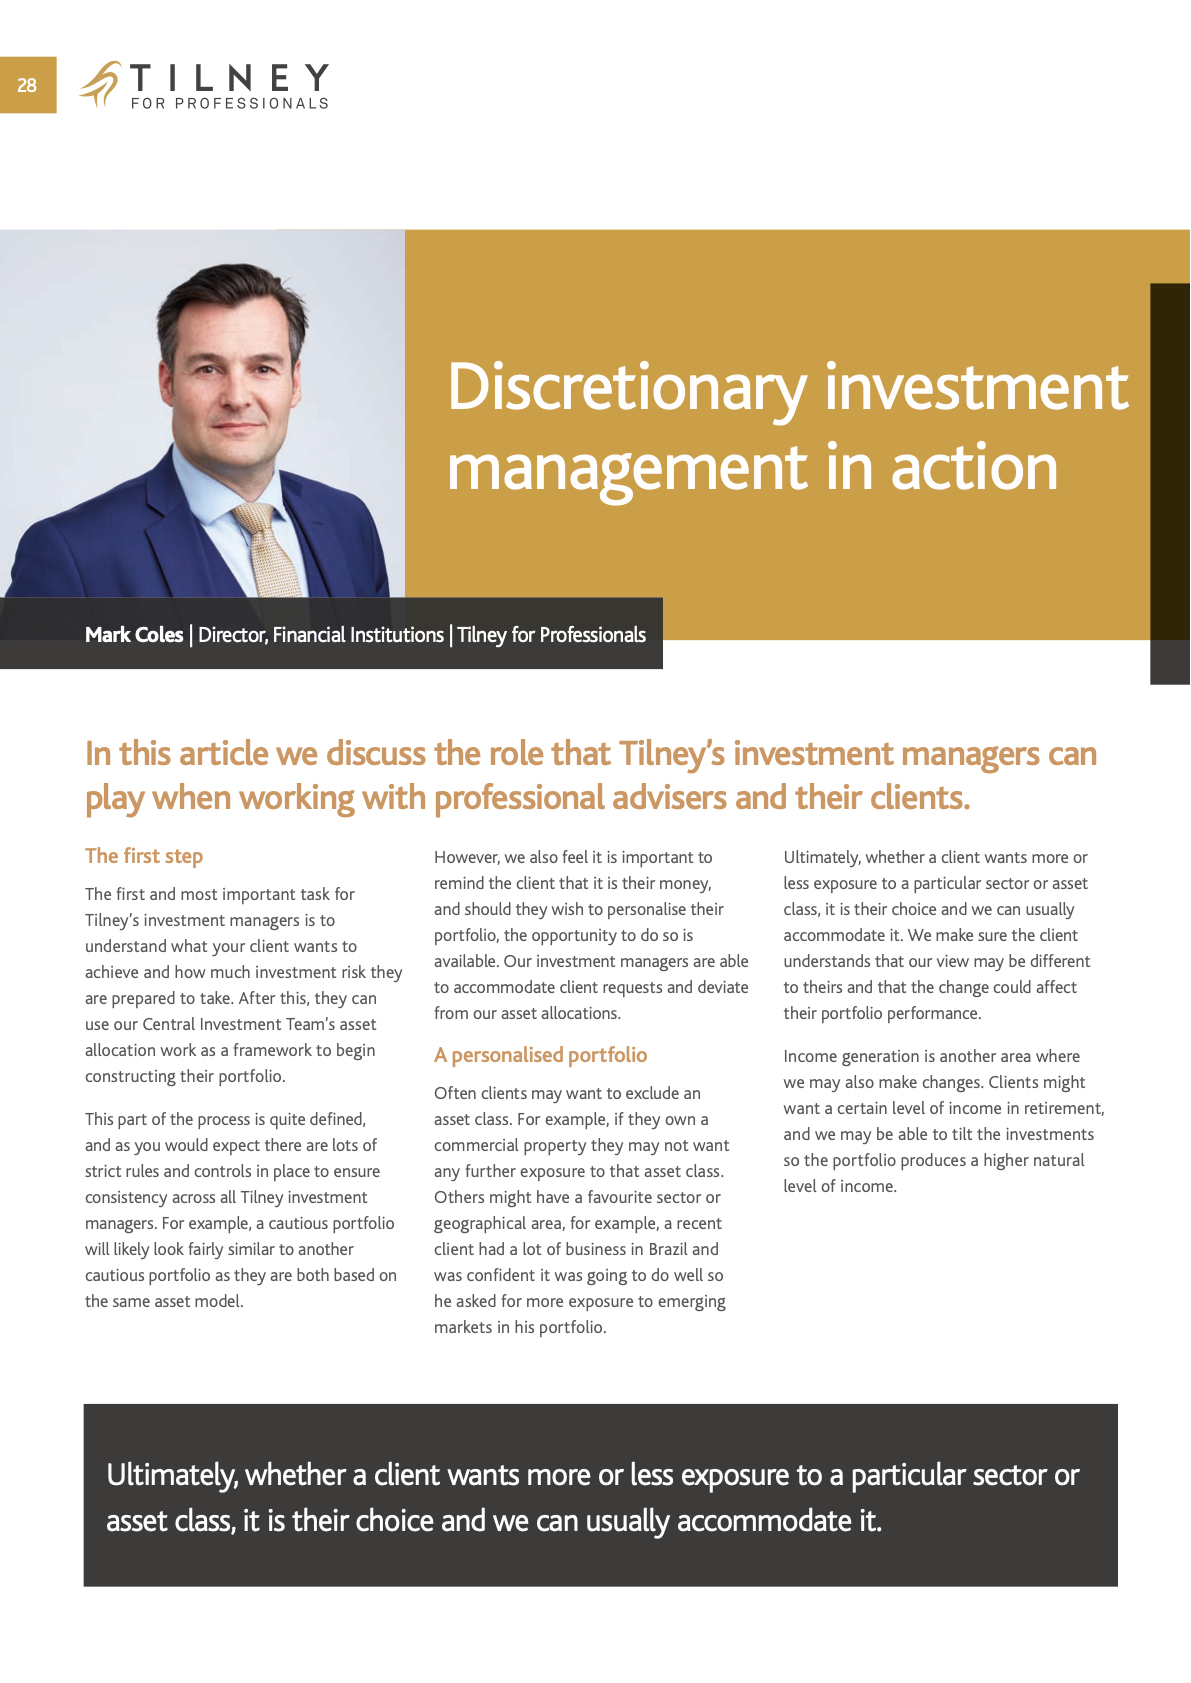 28
TILNEY
FOR PROFESSIONALS
Discretionary investment
management in action
Mark Coles | Director, Financial Institutions | Tilney for Professionals
In this article we discuss the role that Tilney’s investment managers can
play when working with professional advisers and their clients.
The first step
The first and most important task for
Tilney’s investment managers is to
understand what your client wants to
achieve and how much investment risk they
are prepared to take. After this, they can
use our Central Investment Team’s asset
allocation work as a framework to begin
constructing their portfolio.
This part of the process is quite defined,
and as you would expect there are lots of
strict rules and controls in place to ensure
consistency across all Tilney investment
managers. For example, a cautious portfolio
will likely look fairly similar to another
cautious portfolio as they are both based on
the same asset model.
However, we also feel it is important to
remind the client that it is their money,
and should they wish to personalise their
portfolio, the opportunity to do so is
available. Our investment managers are able
to accommodate client requests and deviate
from our asset allocations.
A personalised portfolio
Often clients may want to exclude an
asset class. For example, if they own a
commercial property they may not want
any further exposure to that asset class.
Others might have a favourite sector or
geographical area, for example, a recent
client had a lot of business in Brazil and
was confident it was going to do well so
he asked for more exposure to emerging
markets in his portfolio.
Ultimately, whether a client wants more or
less exposure to a particular sector or asset
class, it is their choice and we can usually
accommodate it. We make sure the client
understands that our view may be different
to theirs and that the change could affect
their portfolio performance.
Income generation is another area where
we may also make changes. Clients might
want a certain level of income in retirement,
and we may be able to tilt the investments
so the portfolio produces a higher natural
level of income.
Ultimately, whether a client wants more or less exposure to a particular sector or
asset class, it is their choice and we can usually accommodate it.